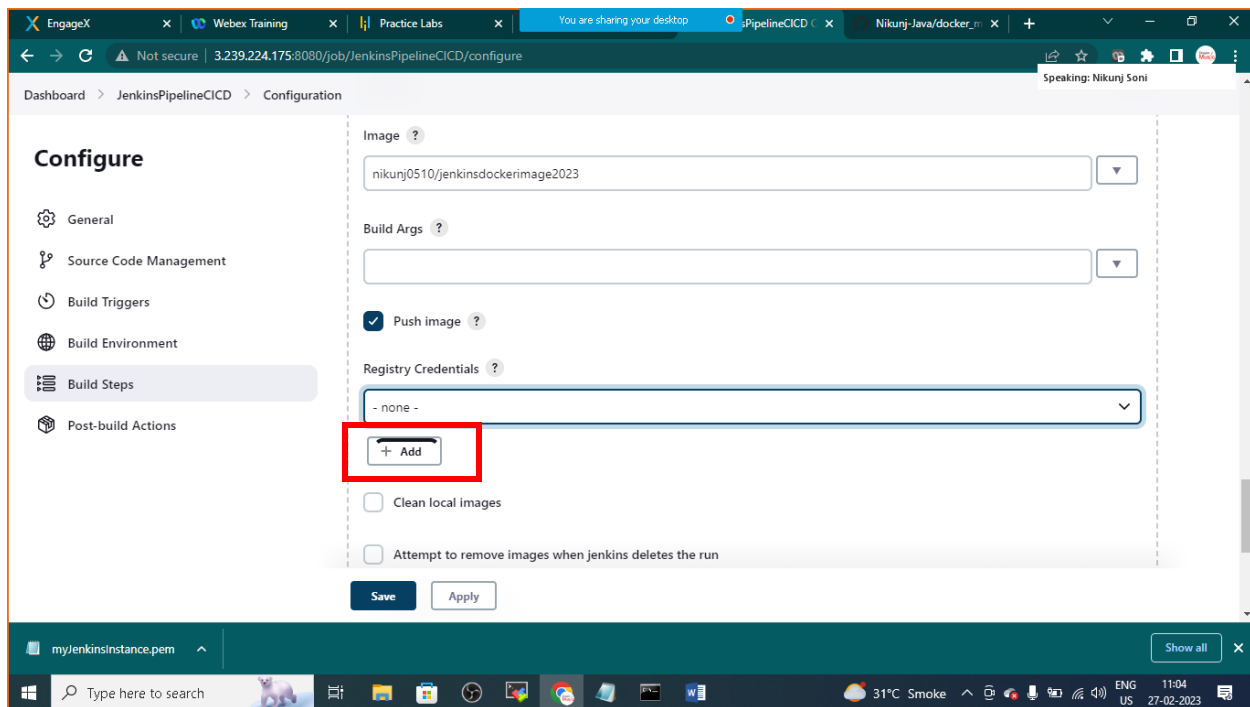 EngageX
Webex Training
Practice Labs
You are sharing your desktop
sPipelineCICD C
Nikunj-Java/docker_m
Not secure | 3.239.224.175:8080/job/JenkinsPipelineCICD/configure
Speaking: Nikunj Soni
Dashboard > JenkinsPipelineCICD > Configuration
Configure
General
Source Code Management
Build Triggers
Build Environment
Build Steps
Post-build Actions
Image ?
nikunj0510/jenkinsdockerimage2023
Build Args ?
Push image ?
Registry Credentials ?
- none -
+ Add
Clean local images
Attempt to remove images when jenkins deletes the run
Save
Apply
myJenkinsInstance.pem
Show all
Type here to search
31°C Smoke
ENG
US
11:04
27-02-2023